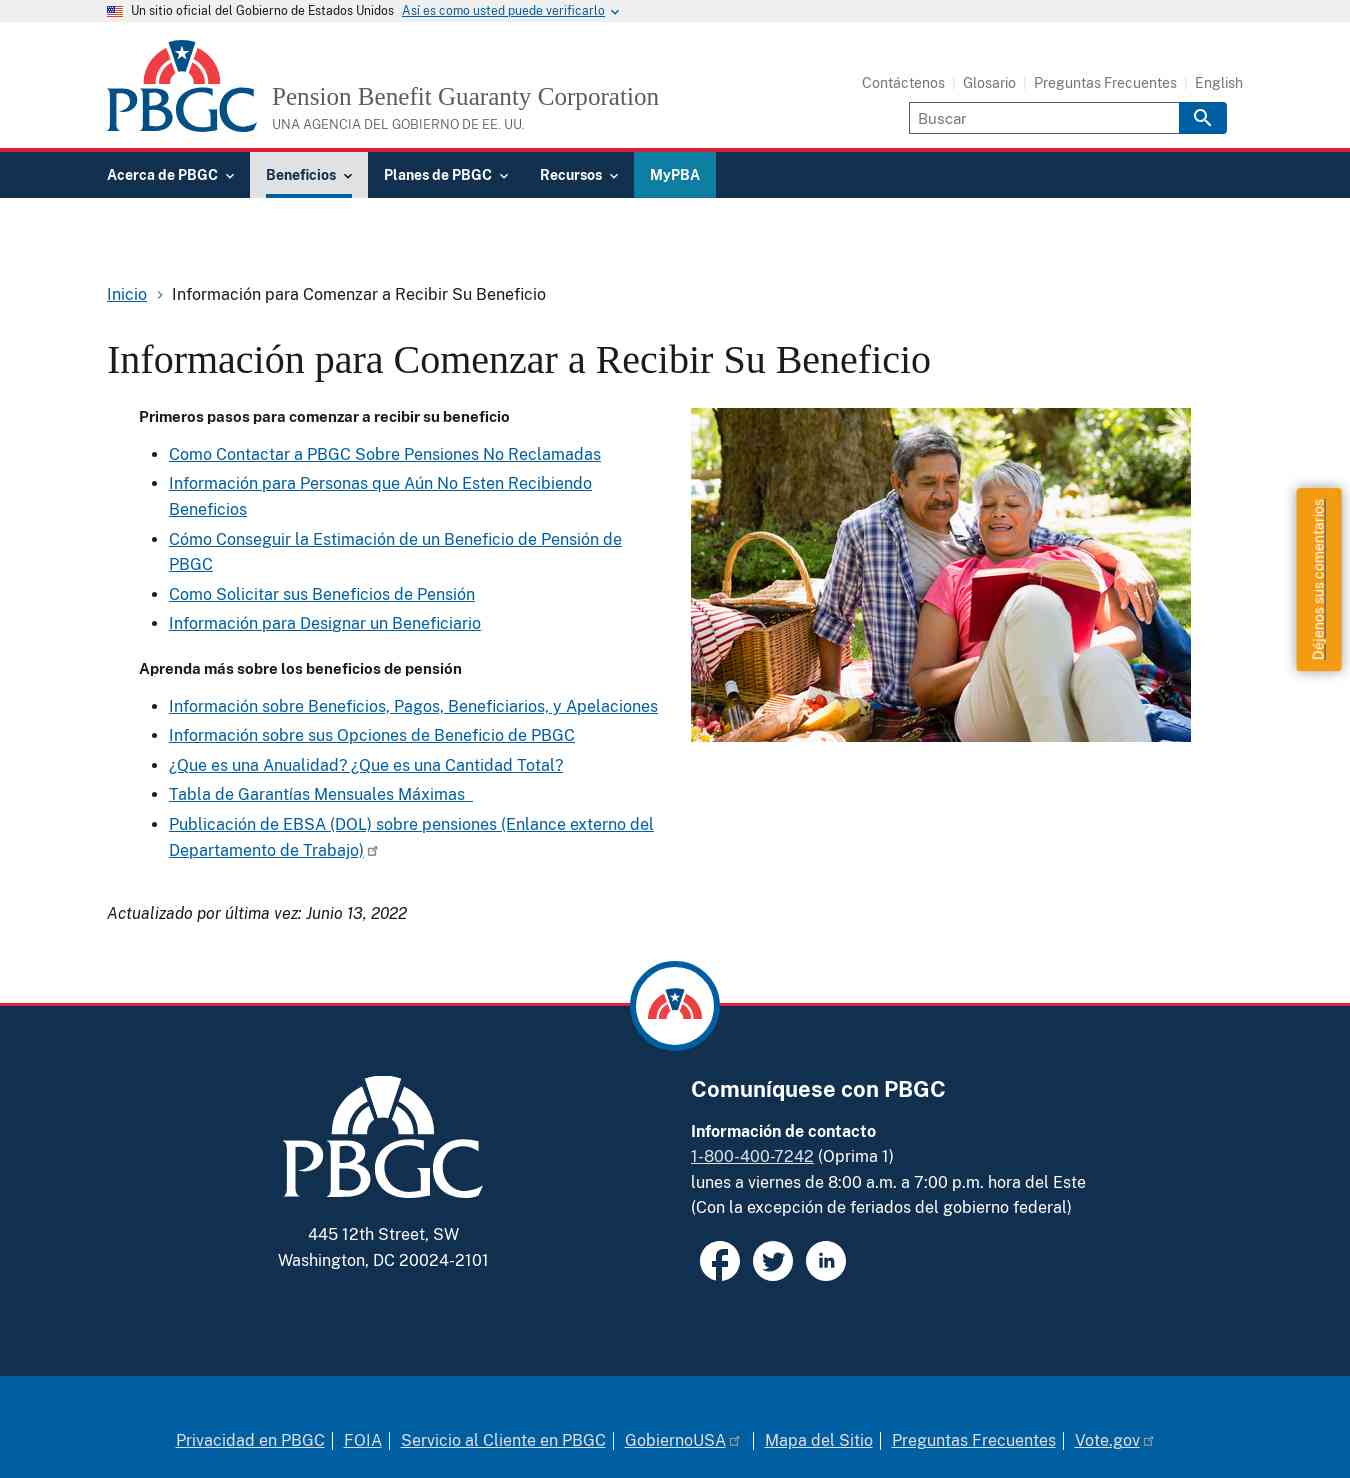 Un sitio oficial del Gobierno de Estados Unidos Así es como usted puede verificarlo
PBGC
Pension Benefit Guaranty Corporation
UNA AGENCIA DEL GOBIERNO DE EE. UU.
Contáctenos Glosario Preguntas Frecuentes English
Buscar
Acerca de PBGC Beneficios Planes de PBGC Recursos MyPBA
Inicio Información para Comenzar a Recibir Su Beneficio
Información para Comenzar a Recibir Su Beneficio
Primeros pasos para comenzar a recibir su beneficio
Como Contactar a PBGC Sobre Pensiones No Reclamadas
Información para Personas que Aún No Esten Recibiendo
Beneficios
Cómo Conseguir la Estimación de un Beneficio de Pensión de
PBGC
Como Solicitar sus Beneficios de Pensión
Información para Designar un Beneficiario
Aprenda más sobre los beneficios de pensión
Información sobre Beneficios, Pagos, Beneficiarios, y Apelaciones
Información sobre sus Opciones de Beneficio de PBGC
¿Que es una Anualidad? ¿Que es una Cantidad Total?
Tabla de Garantías Mensuales Máximas
Publicación de EBSA (DOL) sobre pensiones (Enlance externo del
Departamento de Trabajo)
Déjenos sus comentarios
Actualizado por última vez: Junio 13, 2022
PBGC
445 12th Street, SW
Washington, DC 20024-2101
Comuníquese con PBGC
Información de contacto
1-800-400-7242 (Oprima 1)
lunes a viernes de 8:00 a.m. a 7:00 p.m. hora del Este
(Con la excepción de feriados del gobierno federal)
in
Privacidad en PBGC FOIA Servicio al Cliente en PBGC GobiernoUSA Mapa del Sitio Preguntas Frecuentes Vote.gov